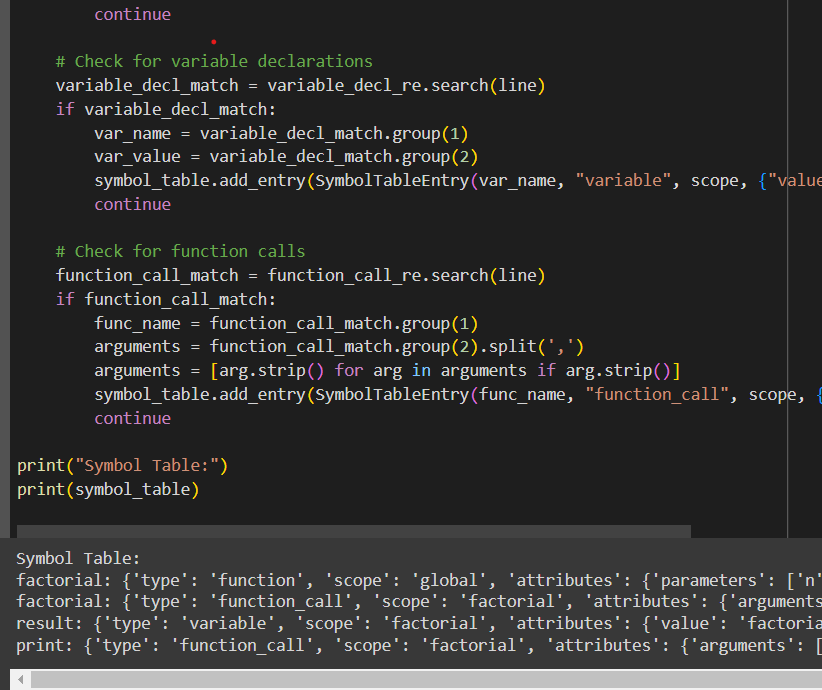 continue
# Check for variable declarations
variable_decl_match = variable_decl_re.search(line)
if variable_decl_match:
var_name = variable_decl_match.group(1)
var_value = variable_decl_match.group(2)
symbol_table.add_entry(SymbolTableEntry(var_name, "variable", scope, {"value
continue
# Check for function calls
function_call_match = function_call_re.search(line)
if function_call_match:
func_name = function_call_match.group(1)
arguments = function_call_match.group(2).split(',')
arguments = [arg.strip() for arg in arguments if arg.strip()]
symbol_table.add_entry(SymbolTableEntry(func_name, "function_call", scope, {
continue
print("Symbol Table:")
print(symbol_table)
Symbol Table:
factorial: {'type': 'function', 'scope': 'global', 'attributes': {'parameters': ['n'
factorial: {'type': 'function_call', 'scope': 'factorial', 'attributes': {'arguments
result: {'type': 'variable', 'scope': 'factorial', 'attributes': {'value': 'factoria
print: {'type': 'function_call', 'scope': 'factorial', 'attributes': {'arguments': [